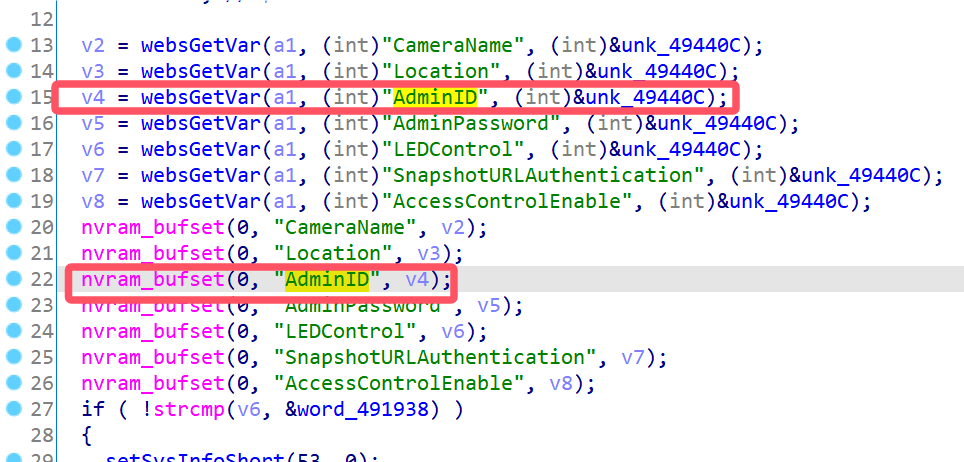 12
13 v2 = websGetVar(a1, (int)"CameraName", (int)&unk_49440C);
14 v3 = websGetVar(a1, (int)"Location", (int)&unk_49440C);
15 v4 = websGetVar(a1, (int)"AdminID", (int)&unk_49440C);
16 v5 = websGetVar(a1, (int)"AdminPassword", (int)&unk_49440C);
17 v6 = websGetVar(a1, (int)"LEDControl", (int)&unk_49440C);
18 v7 = websGetVar(a1, (int)"SnapshotURLAuthentication", (int)&unk_49440C);
19 v8 = websGetVar(a1, (int)"AccessControlEnable", (int)&unk_49440C);
20 nvram_bufset(0, "CameraName", v2);
21 nvram_bufset(0, "Location", v3);
22 nvram_bufset(0, "AdminID", v4);
23 nvram_bufset(0, "AdminPassword", v5);
24 nvram_bufset(0, "LEDControl", v6);
25 nvram_bufset(0, "SnapshotURLAuthentication", v7);
26 nvram_bufset(0, "AccessControlEnable", v8);
27 if ( !strcmp(v6, &word_491938) )
28 {
29 setSysInfoShort(53, 0);